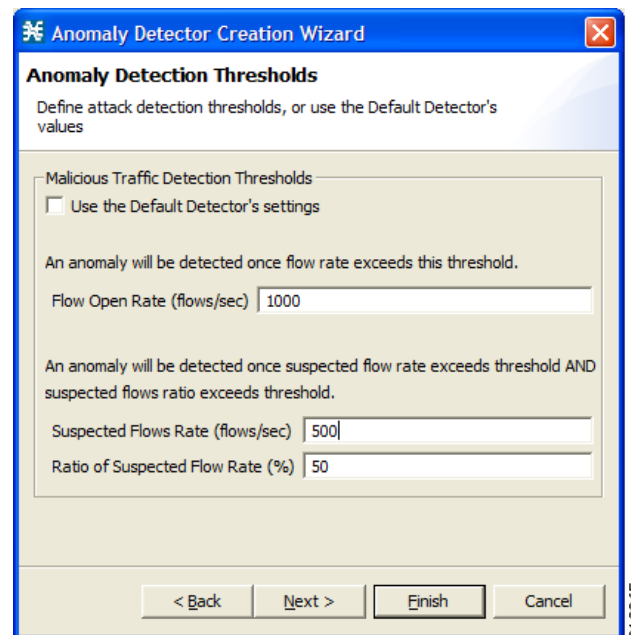 Anomaly Detector Creation Wizard
Anomaly Detection Thresholds
Define attack detection thresholds, or use the Default Detector's
values
Malicious Traffic Detection Thresholds
Use the Default Detector's settings
An anomaly will be detected once flow rate exceeds this threshold.
Flow Open Rate (flows/sec) 1000
An anomaly will be detected once suspected flow rate exceeds threshold AND
suspected flows ratio exceeds threshold.
Suspected Flows Rate (flows/sec) 500
Ratio of Suspected Flow Rate (%) 50
< Back Next > Finish Cancel